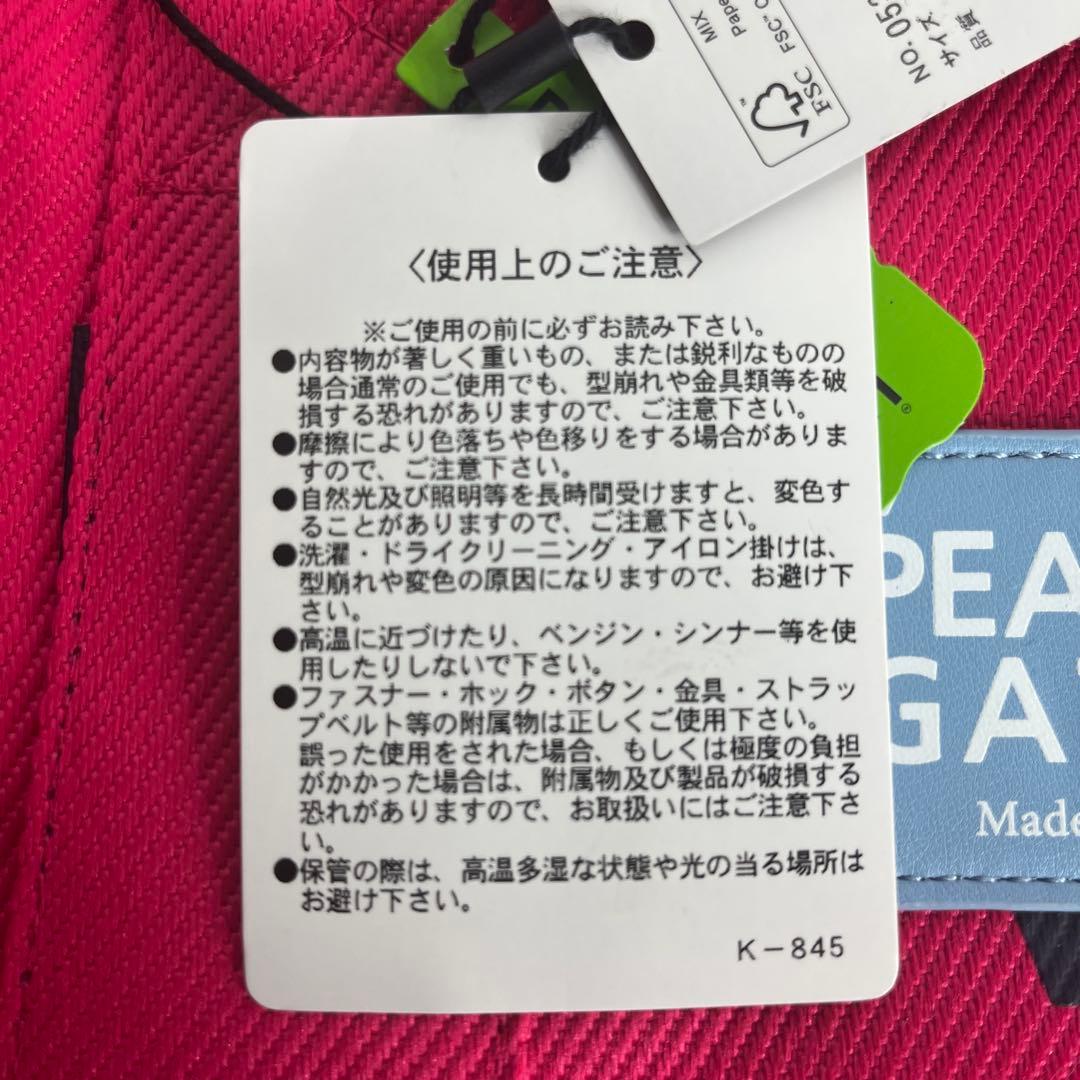 MIX
Pape
FSC™ C
FSC
™
NO. 053
サイズ
品質
〈使用上のご注意〉
※ご使用の前に必ずお読み下さい。
●内容物が著しく重いもの、または鋭利なものの
場合通常のご使用でも、型崩れや金具類等を破
損する恐れがありますので、ご注意下さい。
●摩擦により色落ちや色移りをする場合がありま
すので、ご注意下さい。
●自然光及び照明等を長時間受けますと、変色す
ることがありますので、ご注意下さい。
●洗濯・ドライクリーニング・アイロン掛けは、
型崩れや変色の原因になりますので、お避け下
さい。
●高温に近づけたり、ベンジン・シンナー等を使
用したりしないで下さい。
●ファスナー・ホック・ボタン・金具・ストラッ
プベルト等の附属物は正しくご使用下さい。
誤った使用をされた場合、もしくは極度の負担
がかかった場合は、附属物及び製品が破損する
恐れがありますので、お取扱いにはご注意下さ
い。
●保管の際は、高温多湿な状態や光の当る場所は
お避け下さい。
K－845
®
PEA
GA
Made